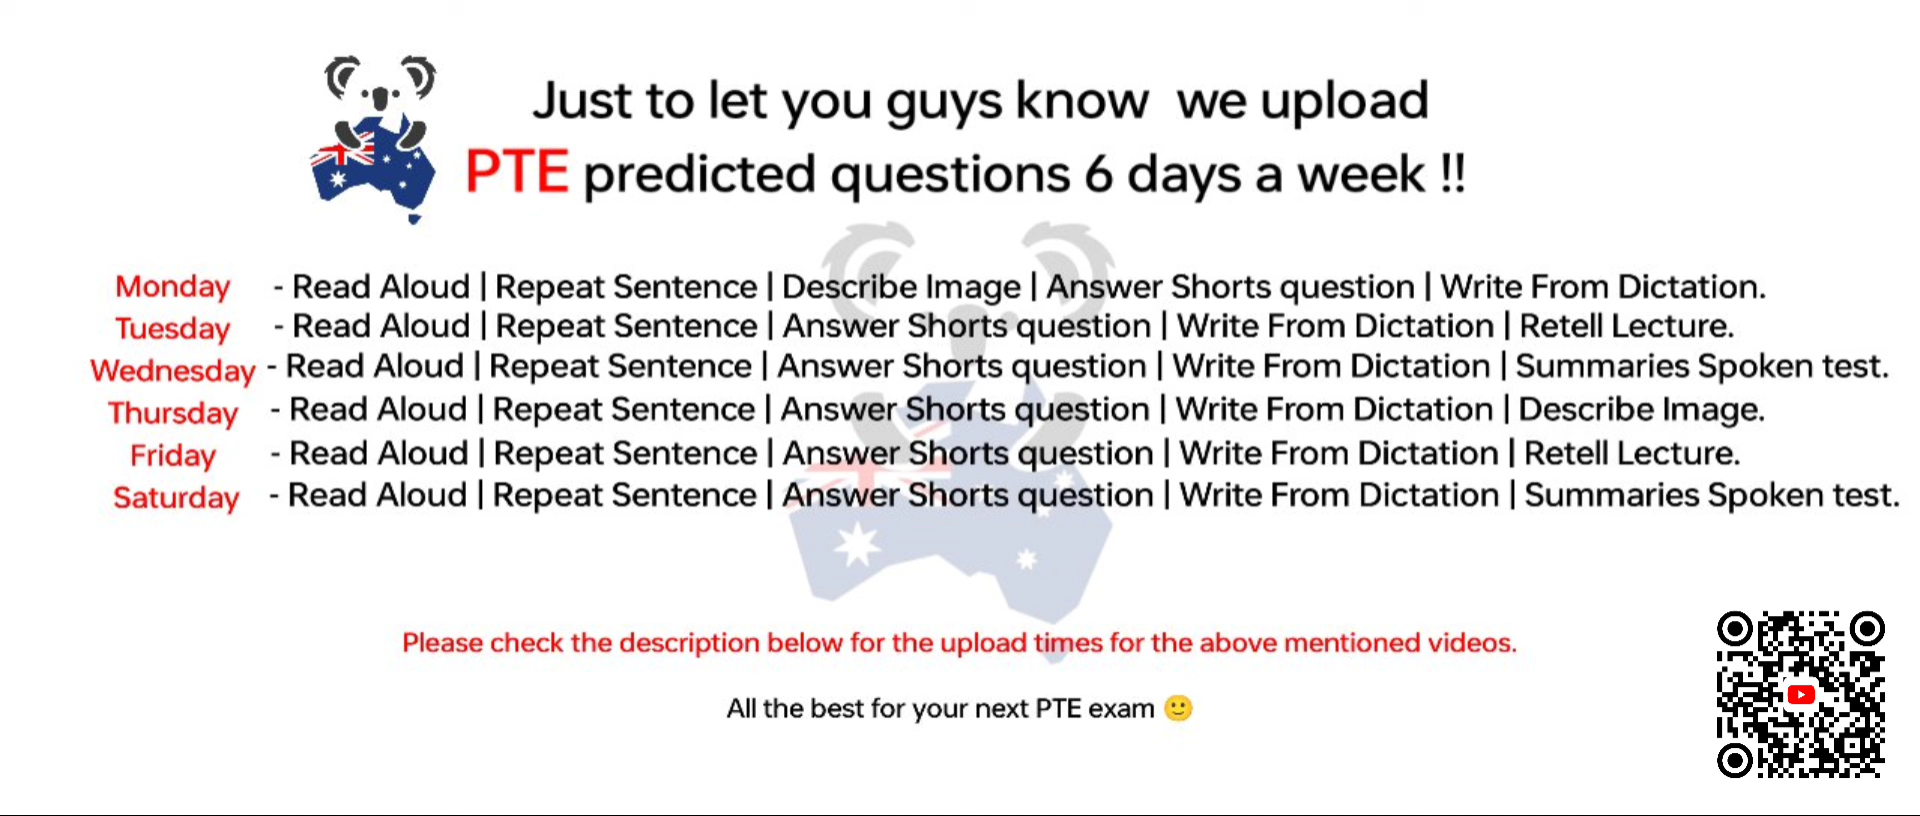 Just to let you guys know we upload
PTE predicted questions 6 days a week !!
Monday - Read Aloud | Repeat Sentence | Describe Image | Answer Shorts question | Write From Dictation.
Tuesday - Read Aloud | Repeat Sentence | Answer Shorts question | Write From Dictation | Retell Lecture.
Wednesday - Read Aloud | Repeat Sentence | Answer Shorts question | Write From Dictation | Summaries Spoken test.
Thursday - Read Aloud | Repeat Sentence | Answer Shorts question | Write From Dictation | Describe Image.
Friday - Read Aloud | Repeat Sentence | Answer Shorts question | Write From Dictation | Retell Lecture.
Saturday - Read Aloud | Repeat Sentence | Answer Shorts question | Write From Dictation | Summaries Spoken test.
Please check the description below for the upload times for the above mentioned videos.
All the best for your next PTE exam 🙂